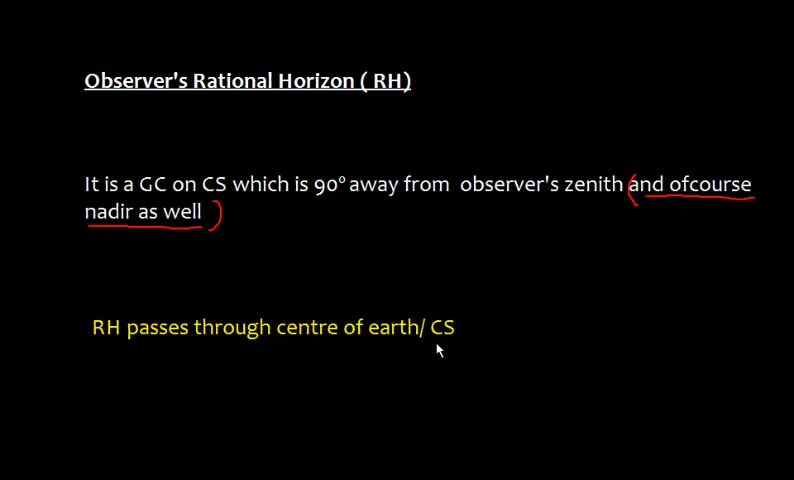 Observer's Rational Horizon ( RH)
It is a GC on CS which is 90° away from observer's zenith and ofcourse
nadir as well
RH passes through centre of earth/ CS